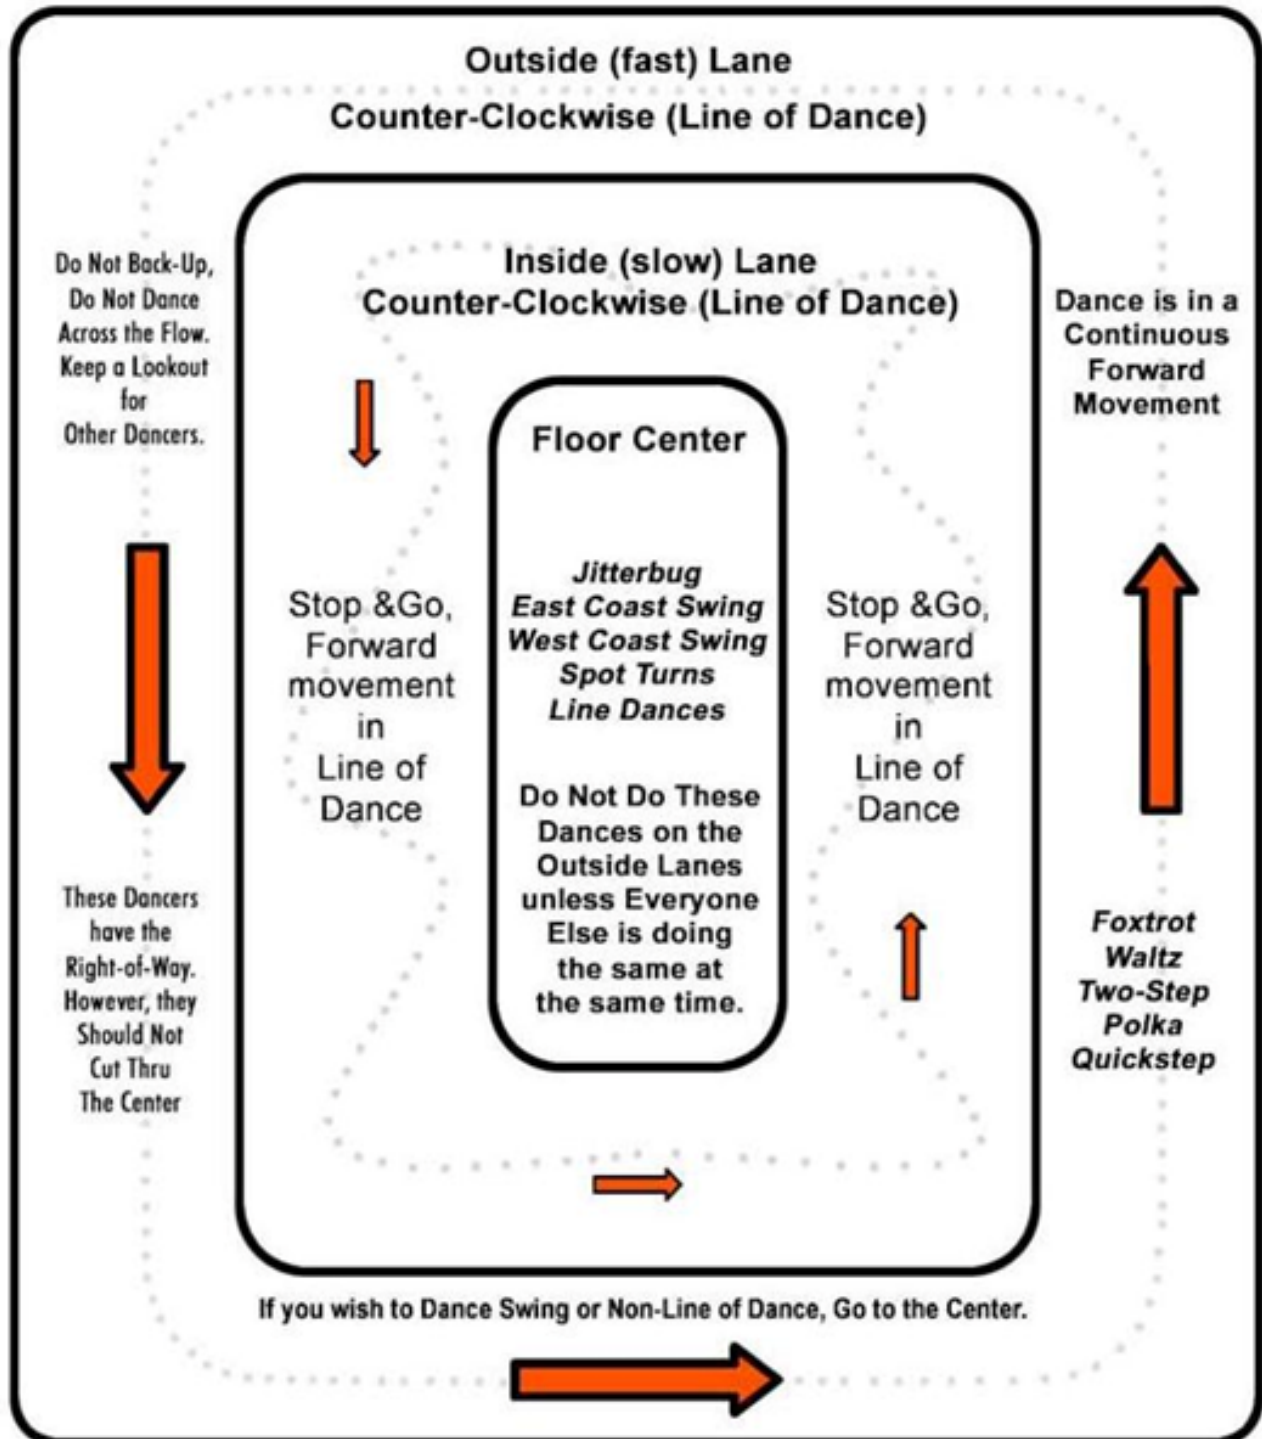 Outside (fast) Lane
Counter-Clockwise (Line of Dance)
Do Not Back-Up,
Do Not Dance
Across the Flow.
Keep a Lookout
for
Other Dancers.
These Dancers
have the
Right-of-Way.
However, they
Should Not
Cut Thru
The Center
Inside (slow) Lane
Counter-Clockwise (Line of Dance)
Stop &Go,
Forward
movement
in
Line of
Dance
Floor Center
Jitterbug
East Coast Swing
West Coast Swing
Spot Turns
Line Dances
Do Not Do These
Dances on the
Outside Lanes
unless Everyone
Else is doing
the same at
the same time.
Stop &Go,
Forward
movement
in
Line of
Dance
Dance is in a
Continuous
Forward
Movement
Foxtrot
Waltz
Two-Step
Polka
Quickstep
If you wish to Dance Swing or Non-Line of Dance, Go to the Center.